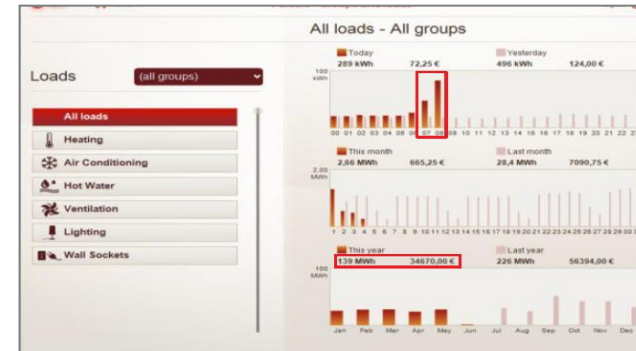 All loads - All groups
Loads
(all groups)
All loads
Heating
Air Conditioning
Hot Water
Ventilation
Lighting
Wall Sockets
Today
289 kWh 72,25 €
Yesterday
496 kWh 124,00 €
100
kWh
00 01 02 03 04 05 06 07 08 09 10 11 12 13 14 15 16 17 18 19 20 21 22 23
This month
2,66 MWh 665,25 €
Last month
28,4 MWh 7090,75 €
2,00
MWh
1 2 3 4 5 6 7 8 9 10 11 12 13 14 15 16 17 18 19 20 21 22 23 24 25 26 27 28 29 30
This year
139 MWh 34670,00 €
Last year
226 MWh 56394,00 €
100
MWh
Jan Feb Mar Apr May Jun Jul Aug Sep Oct Nov Dec